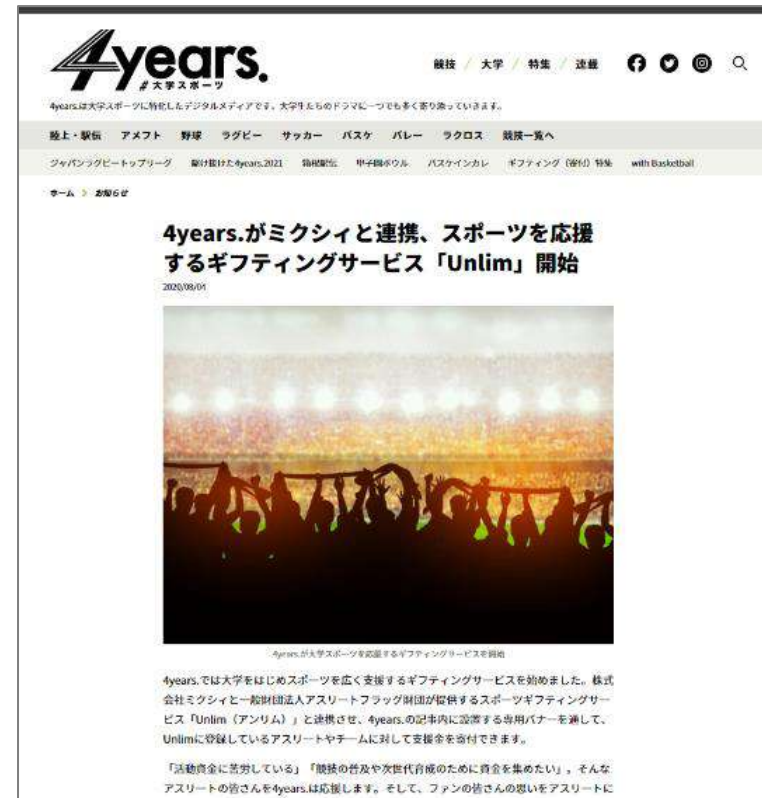 4years.
#大学スポーツ
競技 / 大学 / 特集 / 連載
4years.は大学スポーツに特化したデジタルメディアです。大学生たちのドラマに一つでも多く寄り添っていきます。
陸上・駅伝 アメフト 野球 ラグビー サッカー バスケ バレー ラクロス 競技一覧へ
ジャパンラグビートップリーグ 駆け抜けた4years.2021 箱根駅伝 甲子園ボウル バスケインカレ ギフティング（寄付）特集 with Basketball
ホーム > お知らせ
4years.がミクシィと連携、スポーツを応援
するギフティングサービス「Unlim」開始
2020/08/04
4years.が大学スポーツを応援するギフティングサービスを開始
4years.では大学をはじめスポーツを広く支援するギフティングサービスを始めました。株式
会社ミクシィと一般財団法人アスリートフラッグ財団が提供するスポーツギフティングサー
ビス「Unlim（アンリム）」と連携させ、4years.の記事内に設置する専用バナーを通して、
Unlimに登録しているアスリートやチームに対して支援金を寄付できます。
「活動資金に苦労している」「競技の普及や次世代育成のために資金を集めたい」。そんな
アスリートの皆さんを4years.は応援します。そして、ファンの皆さんの思いをアスリートに